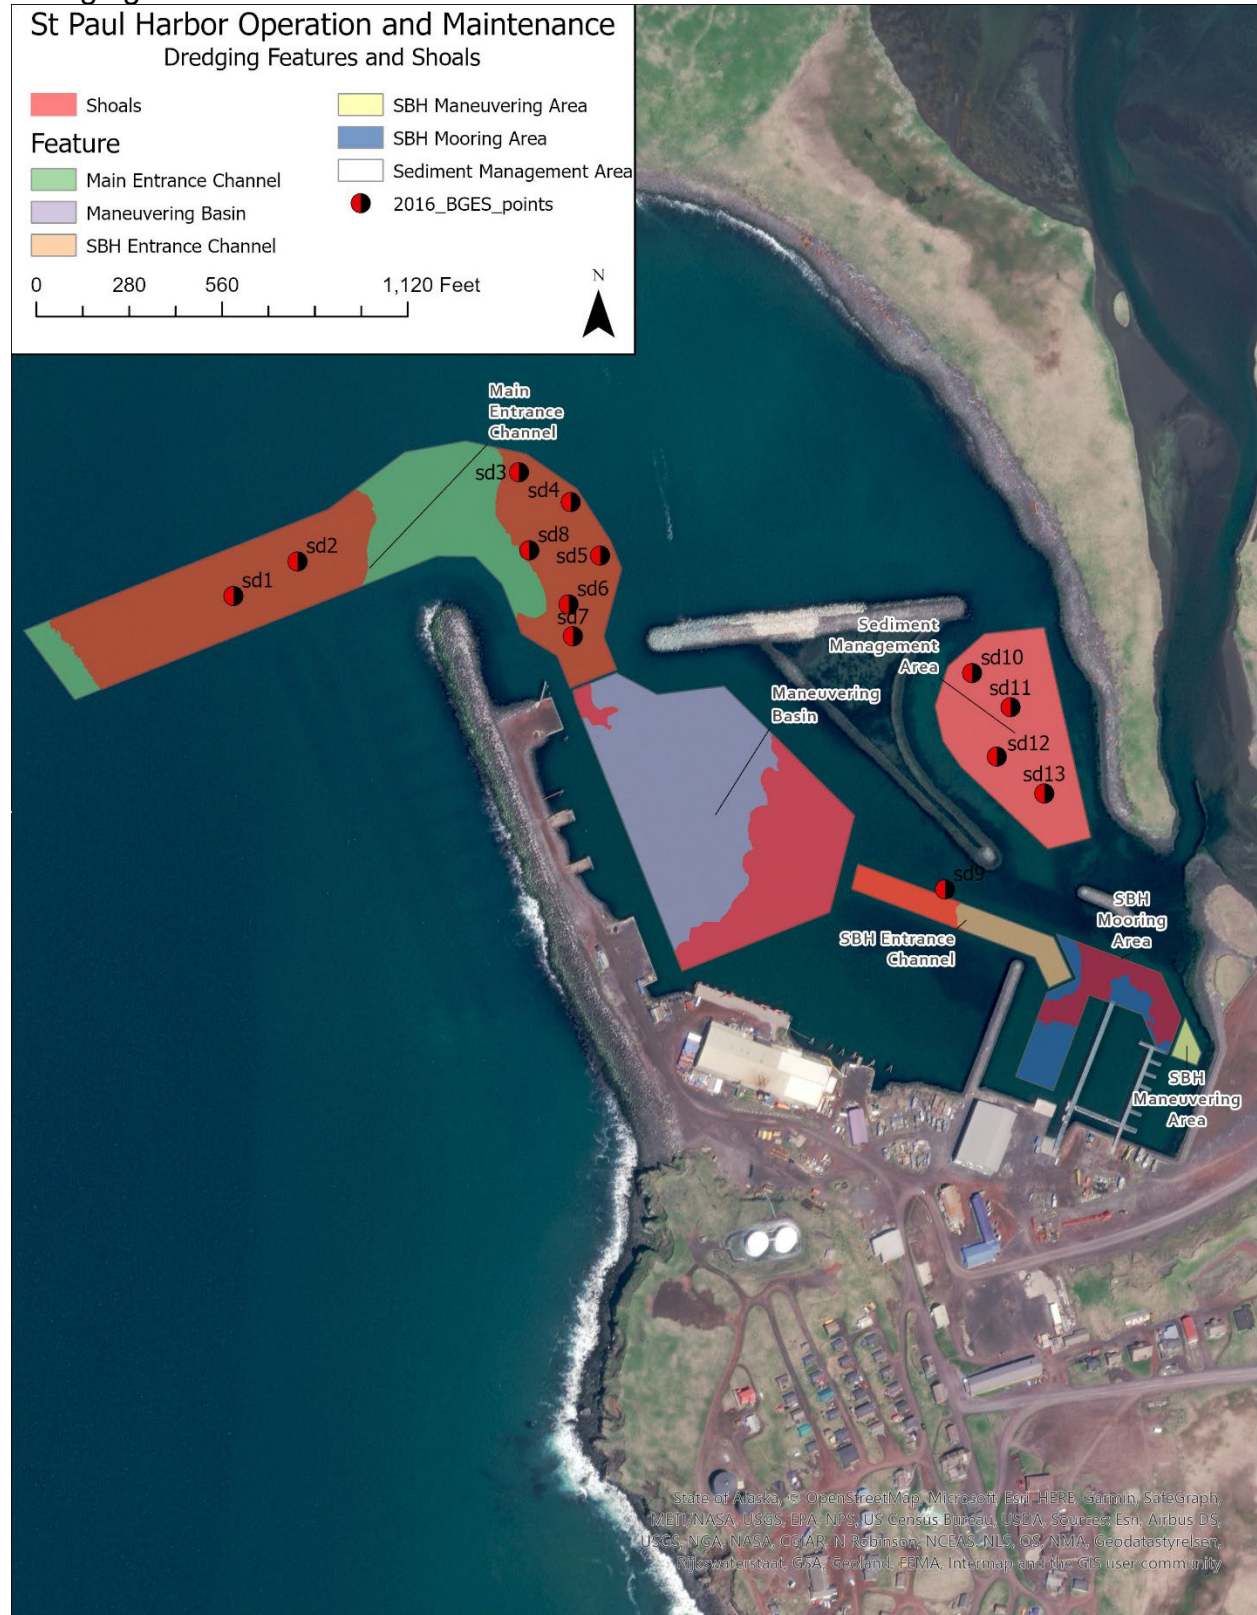 St Paul Harbor Operation and Maintenance
Dredging Features and Shoals
Shoals
Feature
Main Entrance Channel
Maneuvering Basin
SBH Entrance Channel
SBH Maneuvering Area
SBH Mooring Area
Sediment Management Area
2016_BGES_points
0 280 560 1,120 Feet
N
Main
Entrance
Channel
sd3
sd4
sd8
sd5
sd2
sd1
sd6
sd7
Sediment
Management
Area
sd10
sd11
sd12
sd13
Maneuvering
Basin
sd9
SBH Entrance
Channel
SBH
Mooring
Area
SBH
Maneuvering
Area
State of Alaska, © OpenStreetMap, Microsoft, Esri, HERE, Garmin, SafeGraph,
METI/NASA, USGS, EPA, NPS, US Census Bureau, USDA, Sources: Esri, Airbus DS,
USGS, NGA, NASA, CGIAR, N Robinson, NCEAS, NLS, OS, NMA, Geodatastyrelsen,
Rijkswaterstaat, GSA, Geoland, FEMA, Intermap and the GIS user community